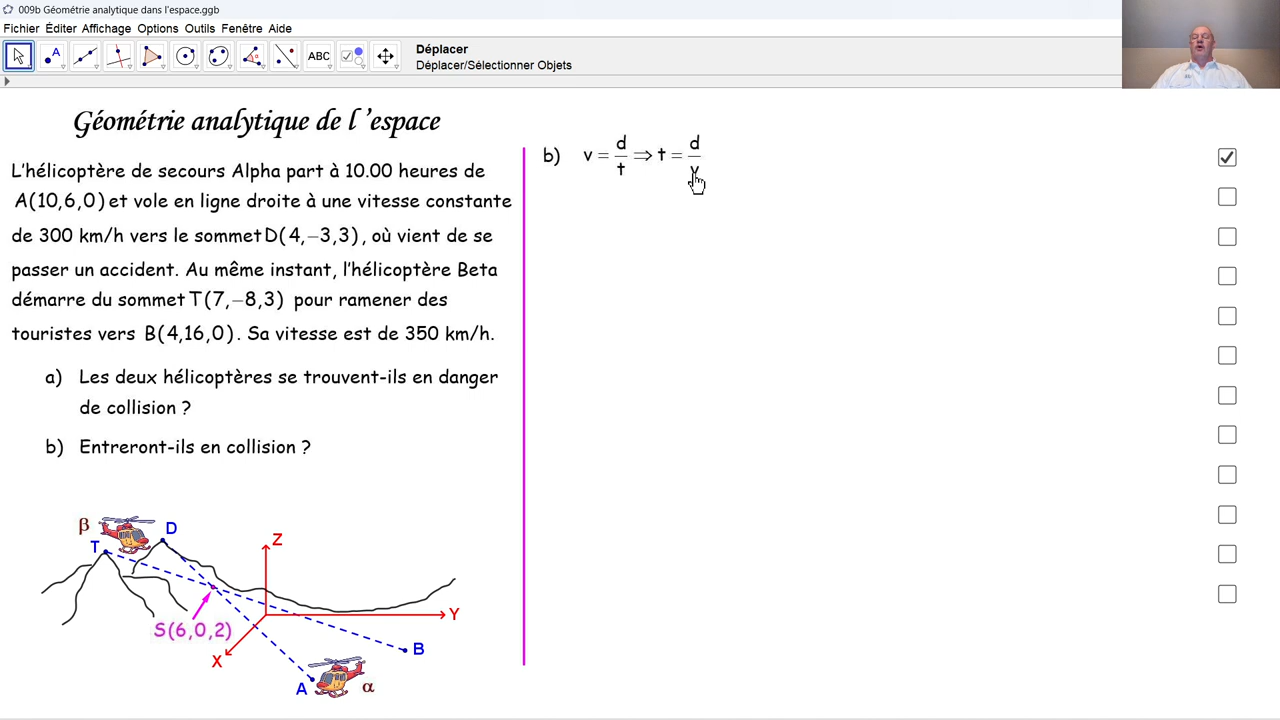 009b Géométrie analytique dans l'espace.ggb
Fichier Éditer Affichage Options Outils Fenêtre Aide
A
ABC
Déplacer
Déplacer/Sélectionner Objets
Géométrie analytique de l 'espace
L'hélicoptère de secours Alpha part à 10.00 heures de
A(10,6,0) et vole en ligne droite à une vitesse constante
de 300 km/h vers le sommet D(4,−3,3), où vient de se
passer un accident. Au même instant, l'hélicoptère Beta
démarre du sommet T(7,−8,3) pour ramener des
touristes vers B(4,16,0). Sa vitesse est de 350 km/h.
a) Les deux hélicoptères se trouvent-ils en danger
de collision ?
b) Entreront-ils en collision ?
b) v = d/t ⇒ t = d/v
β
D
T
Z
Y
S(6,0,2)
X
B
A
α